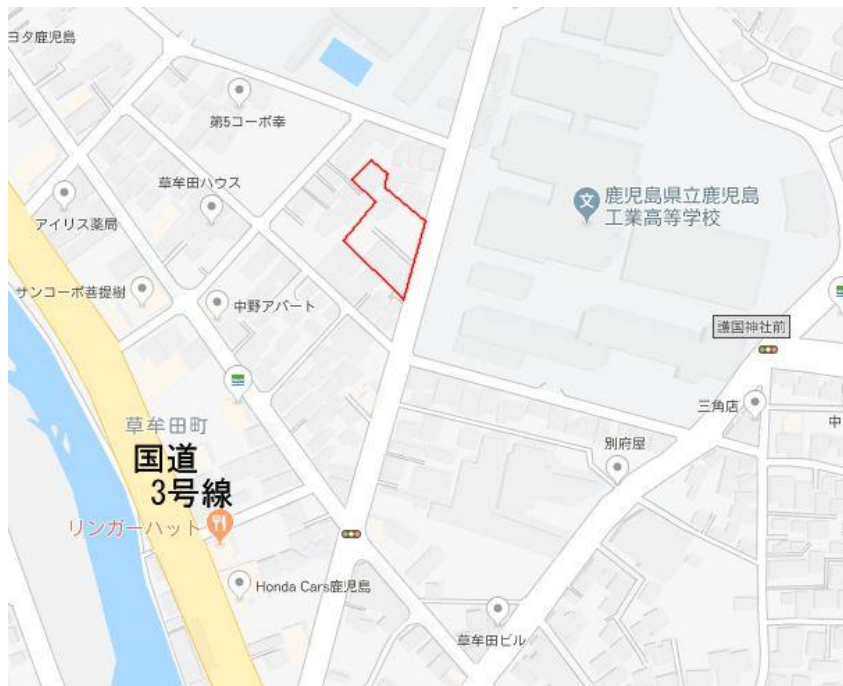 ヨタ鹿児島
第5コーポ幸
草牟田ハウス
アイリス薬局
文
鹿児島県立鹿児島
工業高等学校
サンコーポ菩提樹
中野アパート
護国神社前
三角店
中
草牟田町
別府屋
国道
3号線
リンガーハット
Honda Cars鹿児島
草牟田ビル